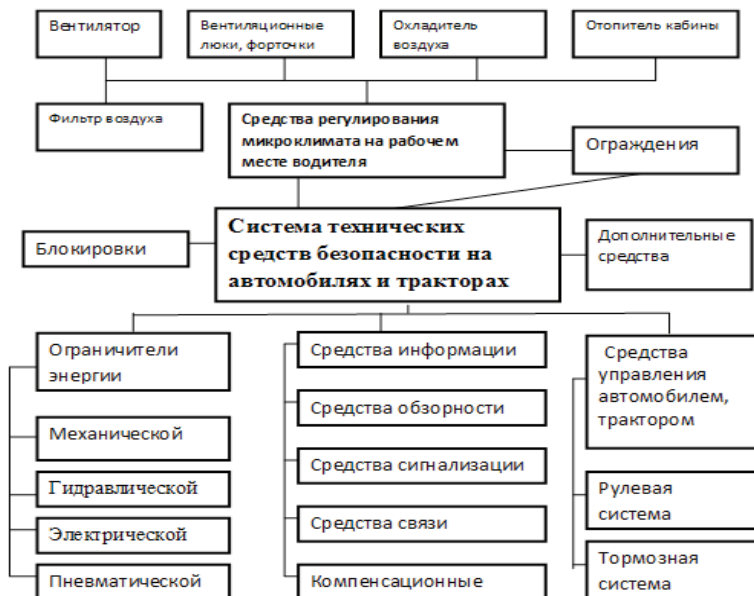 Вентилятор
Вентиляционные
люки, форточки
Охладитель
воздуха
Отопитель кабины
Фильтр воздуха
Средства регулирования
микроклимата на рабочем
месте водителя
Ограждения
Блокировки
Система технических
средств безопасности на
автомобилях и тракторах
Дополнительные
средства
Ограничители
энергии
Механической
Гидравлической
Электрической
Пневматической
Средства информации
Средства обзорности
Средства сигнализации
Средства связи
Компенсационные
Средства
управления
автомобилем,
трактором
Рулевая
система
Тормозная
система